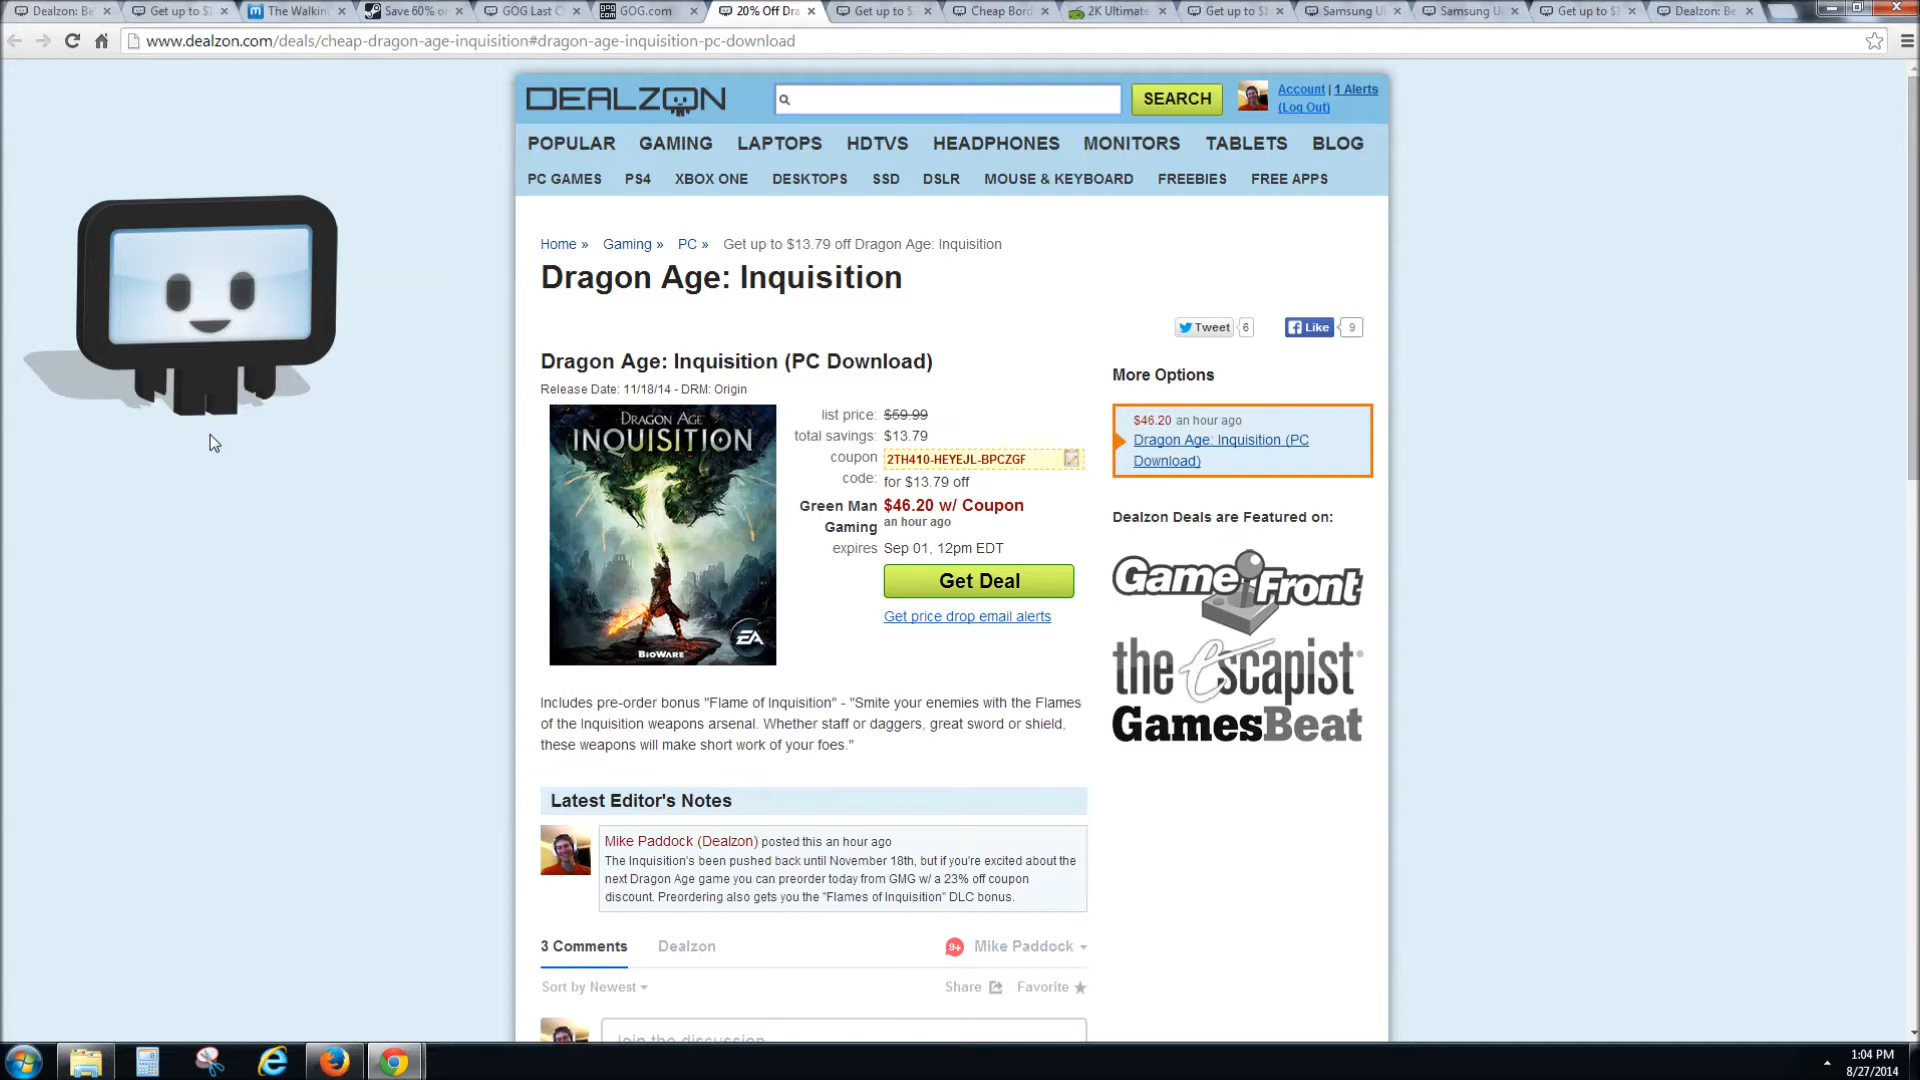 Dealzon: Be
Get up to $1
The Walkin
Save 60% o
GOG Last C
GOG.com
20% Off Dra
Get up to $
Cheap Bord
2K Ultimate
Get up to $1
Samsung U
Samsung U
Get up to $
Dealzon: Be
www.dealzon.com/deals/cheap-dragon-age-inquisition#dragon-age-inquisition-pc-download
DEALZON
SEARCH
Account | 1 Alerts
(Log Out)
POPULAR GAMING LAPTOPS HDTVS HEADPHONES MONITORS TABLETS BLOG
PC GAMES PS4 XBOX ONE DESKTOPS SSD DSLR MOUSE & KEYBOARD FREEBIES FREE APPS
Home » Gaming » PC » Get up to $13.79 off Dragon Age: Inquisition
Dragon Age: Inquisition
Tweet 6 Like 9
Dragon Age: Inquisition (PC Download)
Release Date: 11/18/14 - DRM: Origin
DRAGON AGE
INQUISITION
EA
BIOWARE
list price: $59.99
total savings: $13.79
coupon code: 2TH410-HEYEJL-BPCZGF
for $13.79 off
Green Man Gaming $46.20 w/ Coupon
an hour ago
expires Sep 01, 12pm EDT
Get Deal
Get price drop email alerts
More Options
$46.20 an hour ago
Dragon Age: Inquisition (PC
Download)
Dealzon Deals are Featured on:
GameFront
the escapist
GamesBeat
Includes pre-order bonus "Flame of Inquisition" - "Smite your enemies with the Flames
of the Inquisition weapons arsenal. Whether staff or daggers, great sword or shield,
these weapons will make short work of your foes."
Latest Editor's Notes
Mike Paddock (Dealzon) posted this an hour ago
The Inquisition's been pushed back until November 18th, but if you're excited about the
next Dragon Age game you can preorder today from GMG w/ a 23% off coupon
discount. Preordering also gets you the "Flames of Inquisition" DLC bonus.
3 Comments Dealzon 9+ Mike Paddock
Sort by Newest Share Favorite
Join the discussion...
1:04 PM
8/27/2014